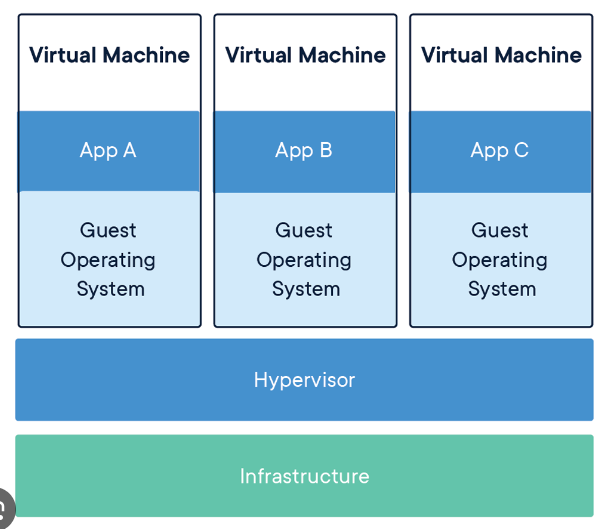 Virtual Machine
Virtual Machine
Virtual Machine
App A
App B
App C
Guest
Operating
System
Guest
Operating
System
Guest
Operating
System
Hypervisor
Infrastructure